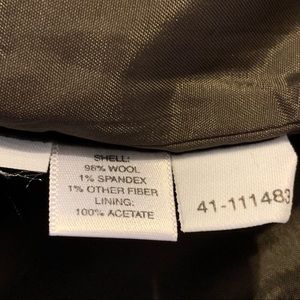 SHELL:
98% WOOL
1% SPANDEX
1% OTHER FIBER
LINING:
100% ACETATE
41-111483